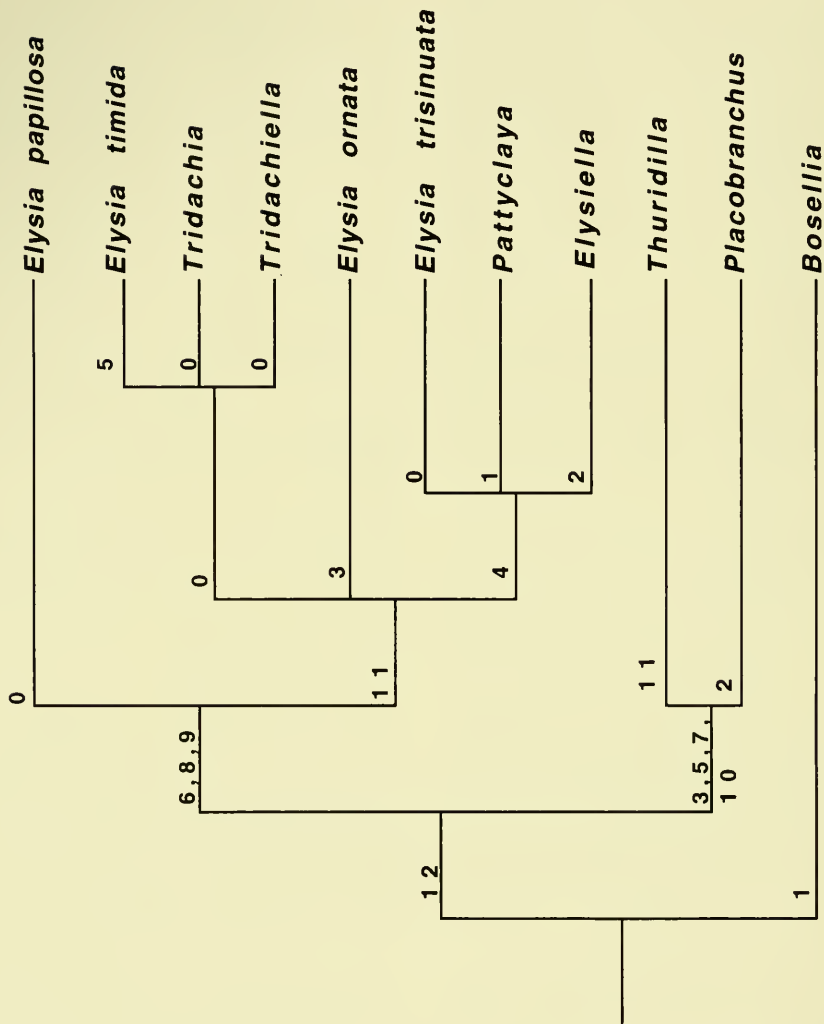 Elysia papillosa
Elysia timida
Tridachia
Tridachiella
Elysia ornata
Elysia trisinuata
Pattyclaya
Elysiella
Thuridilla
Placobranchus
Bosellia
5
0
0
0
1
2
0
3
4
0
11
11
2
6,8,9
3,5,7,
10
12
1